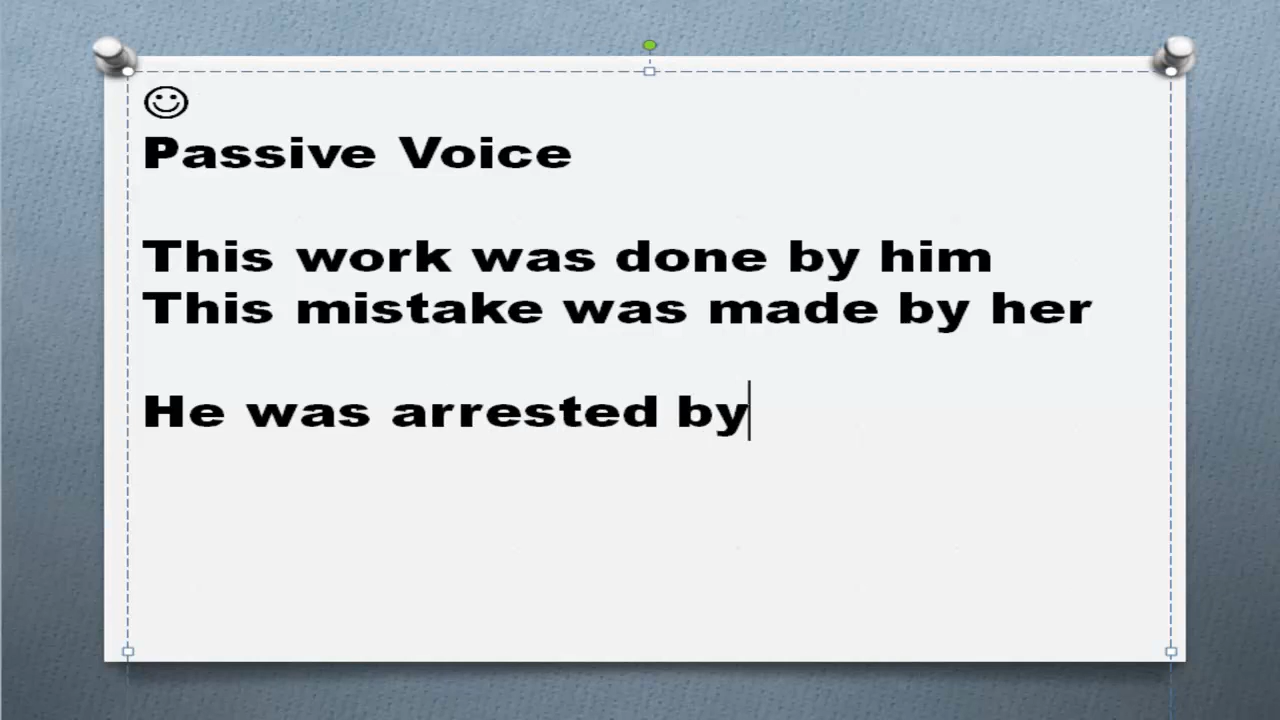 ☺
Passive Voice
This work was done by him
This mistake was made by her
He was arrested by